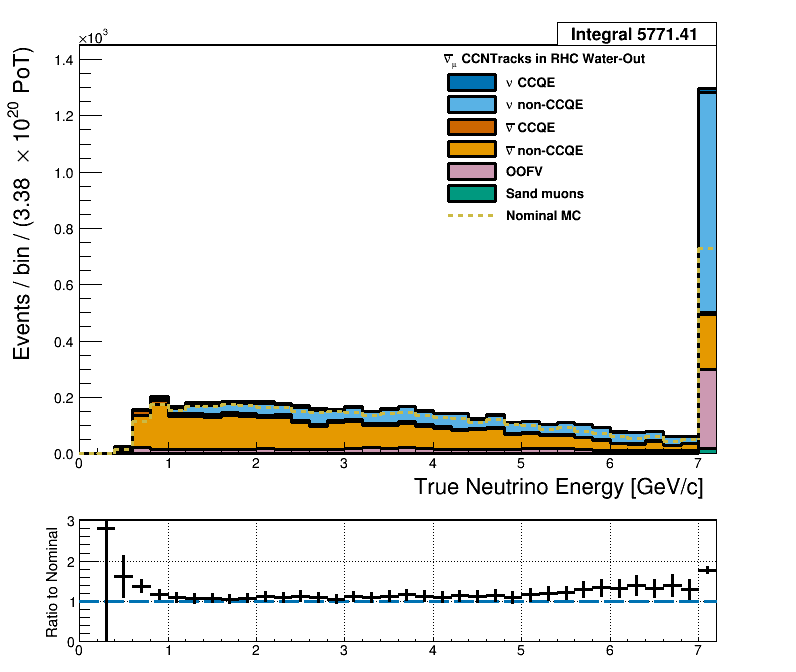 Integral 5771.41
×10³
ν̅μ CCNTracks in RHC Water-Out
ν CCQE
ν non-CCQE
ν̅ CCQE
ν̅ non-CCQE
OOFV
Sand muons
Nominal MC
Events / bin / (3.38 × 10²⁰ PoT)
1.4
1.2
1.0
0.8
0.6
0.4
0.2
0.0
0 1 2 3 4 5 6 7
True Neutrino Energy [GeV/c]
Ratio to Nominal
3
2
1
0
0 1 2 3 4 5 6 7